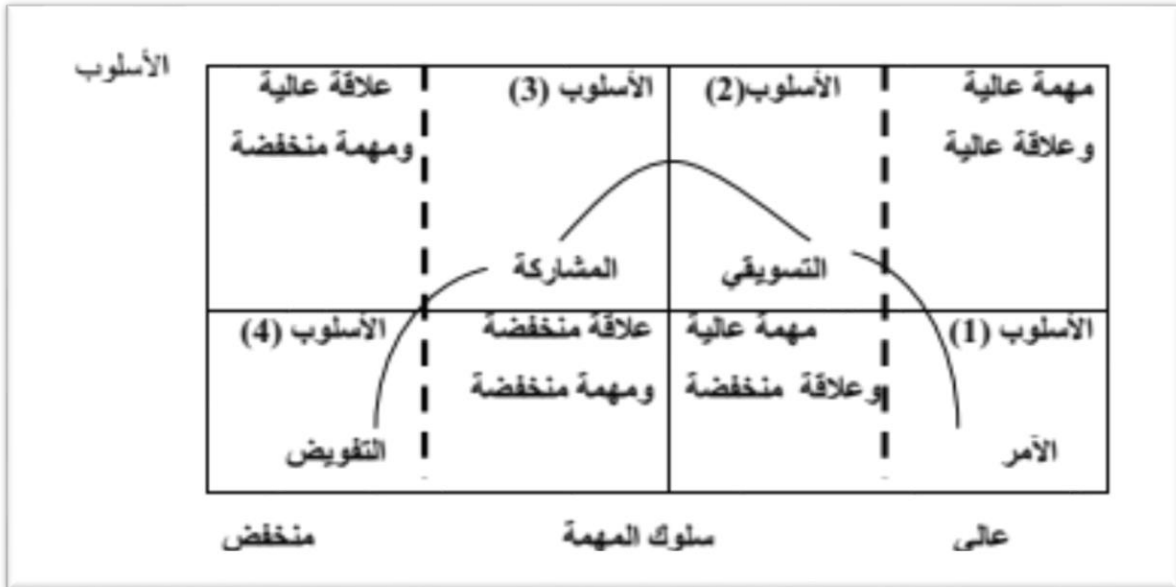 الأسلوب
مهمة عالية
وعلاقة عالية
الأسلوب(2)
الأسلوب (3)
علاقة عالية
ومهمة منخفضة
التسويقي
المشاركة
الأسلوب (1)
مهمة عالية
وعلاقة منخفضة
علاقة منخفضة
ومهمة منخفضة
الأسلوب (4)
الآمر
التفويض
عالي
سلوك المهمة
منخفض